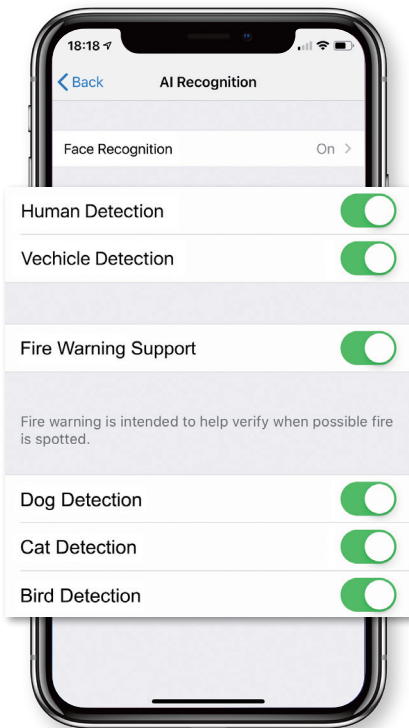 18:18
Back
AI Recognition
Face Recognition On
Human Detection
Vechicle Detection
Fire Warning Support
Fire warning is intended to help verify when possible fire
is spotted.
Dog Detection
Cat Detection
Bird Detection